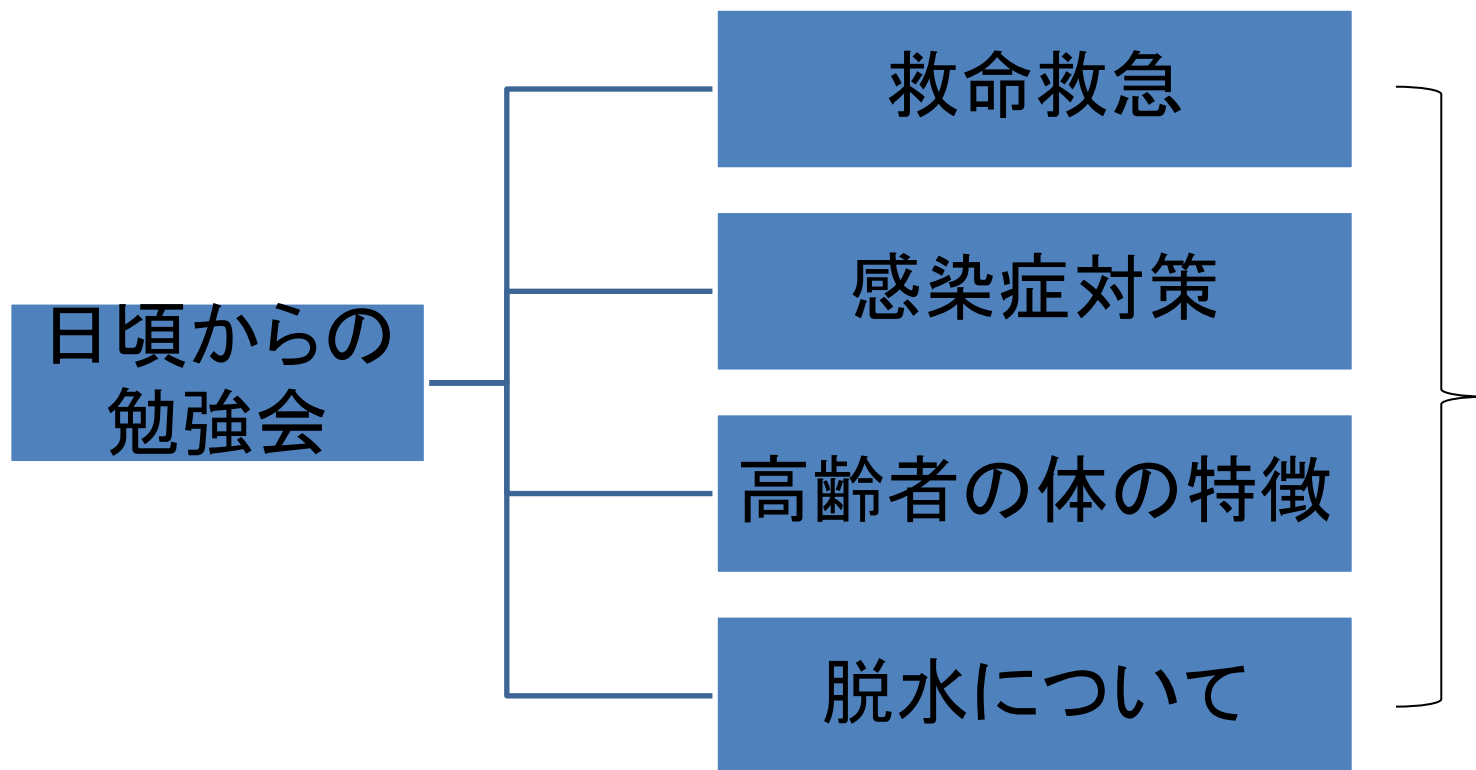 日頃からの
勉強会
救命救急
感染症対策
高齢者の体の特徴
脱水について